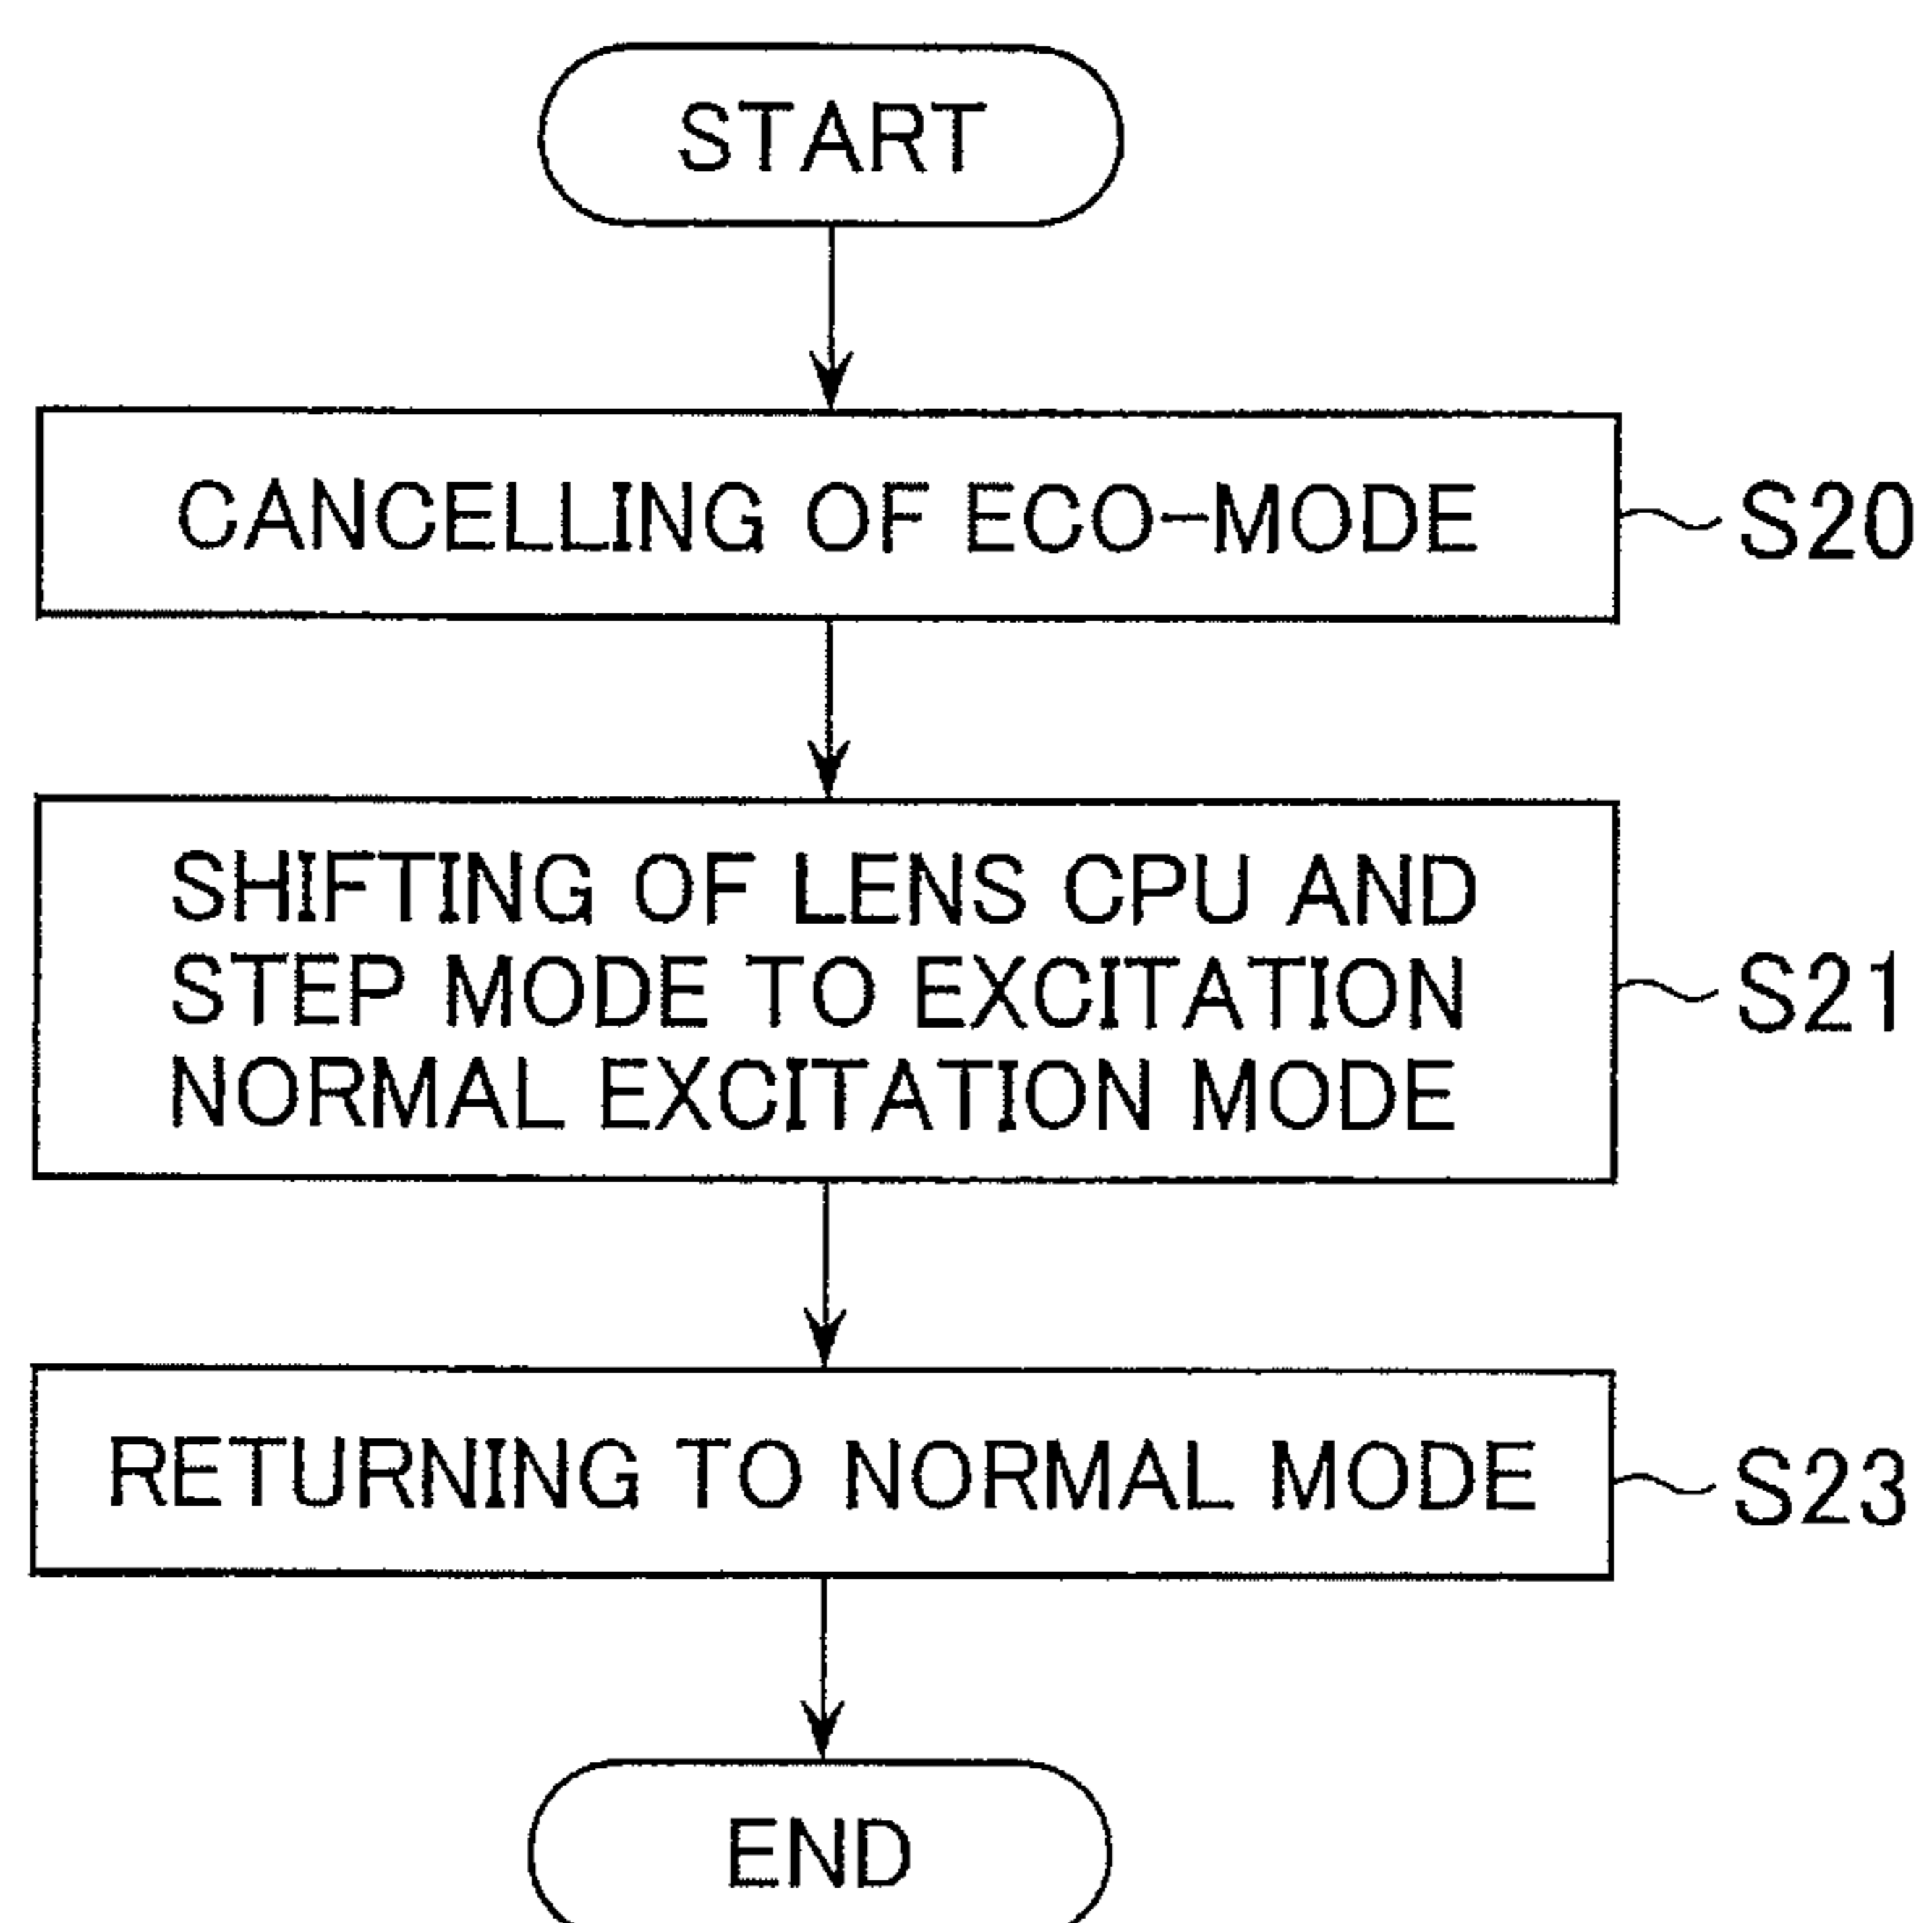 START
CANCELLING OF ECO-MODE
S20
SHIFTING OF LENS CPU AND
STEP MODE TO EXCITATION
NORMAL EXCITATION MODE
S21
RETURNING TO NORMAL MODE
S23
END